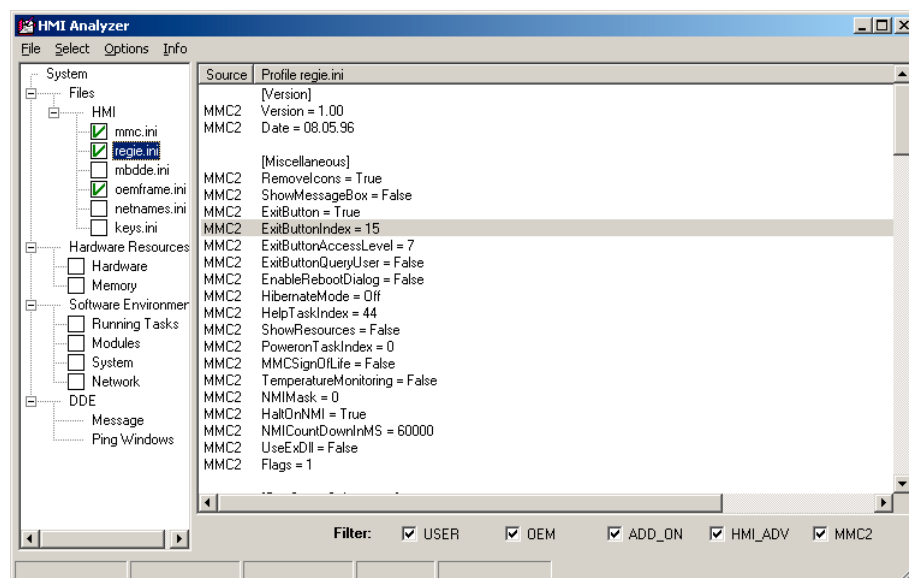 HMI Analyzer
File Select Options Info
System
Files
HMI
mmc.ini
regie.ini
mbdde.ini
oemframe.ini
netnames.ini
keys.ini
Hardware Resources
Hardware
Memory
Software Environmer
Running Tasks
Modules
System
Network
DDE
Message
Ping Windows
Source Profile regie.ini
[Version]
MMC2 Version = 1.00
MMC2 Date = 08.05.96
[Miscellaneous]
MMC2 RemoveIcons = True
MMC2 ShowMessageBox = False
MMC2 ExitButton = True
MMC2 ExitButtonIndex = 15
MMC2 ExitButtonAccessLevel = 7
MMC2 ExitButtonQueryUser = False
MMC2 EnableRebootDialog = False
MMC2 HibernateMode = Off
MMC2 HelpTaskIndex = 44
MMC2 ShowResources = False
MMC2 PoweronTaskIndex = 0
MMC2 MMCSignOfLife = False
MMC2 TemperatureMonitoring = False
MMC2 NMIMask = 0
MMC2 HaltOnNMI = True
MMC2 NMICountDownInMS = 60000
MMC2 UseExDll = False
MMC2 Flags = 1
Filter: USER OEM ADD_ON HMI_ADV MMC2